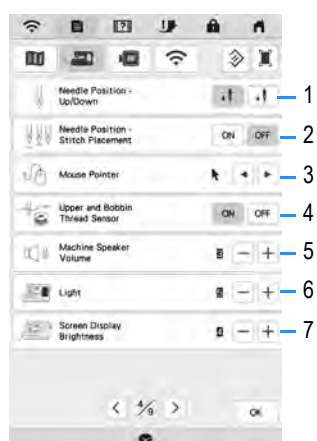 Needle Position -
Up/Down
1
Needle Position -
Stitch Placement
ON OFF
2
Mouse Pointer
3
Upper and Bobbin
Thread Sensor
ON OFF
4
Machine Speaker
Volume
- +
5
Light
- +
6
Screen Display
Brightness
- +
7
< 4/9 >
OK